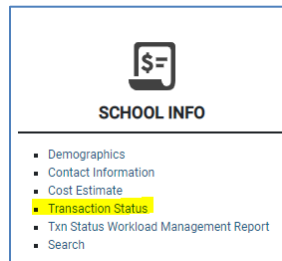 $=
SCHOOL INFO
▪ Demographics
▪ Contact Information
▪ Cost Estimate
▪ Transaction Status
▪ Txn Status Workload Management Report
▪ Search